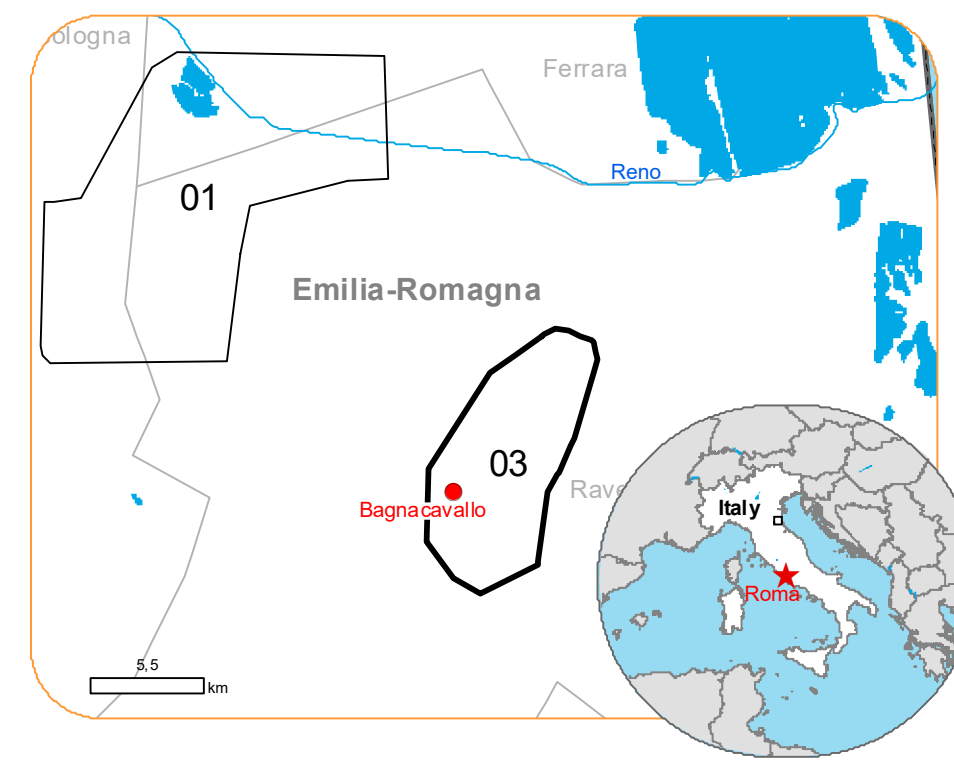 ologna
Ferrara
Reno
01
Emilia-Romagna
03
Rave
Bagnacavallo
Italy
Roma
5,5
km